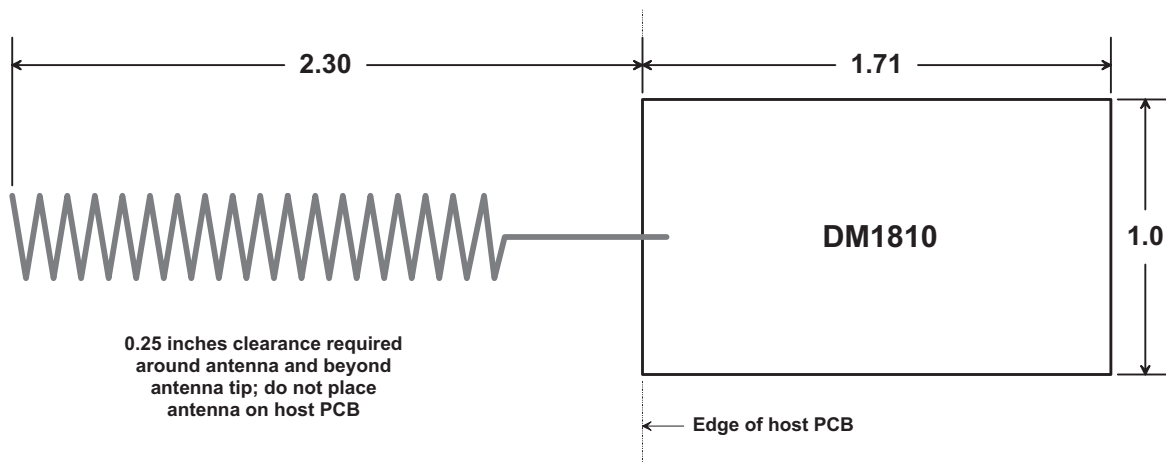 2.30
1.71
DM1810
1.0
0.25 inches clearance required
around antenna and beyond
antenna tip; do not place
antenna on host PCB
Edge of host PCB